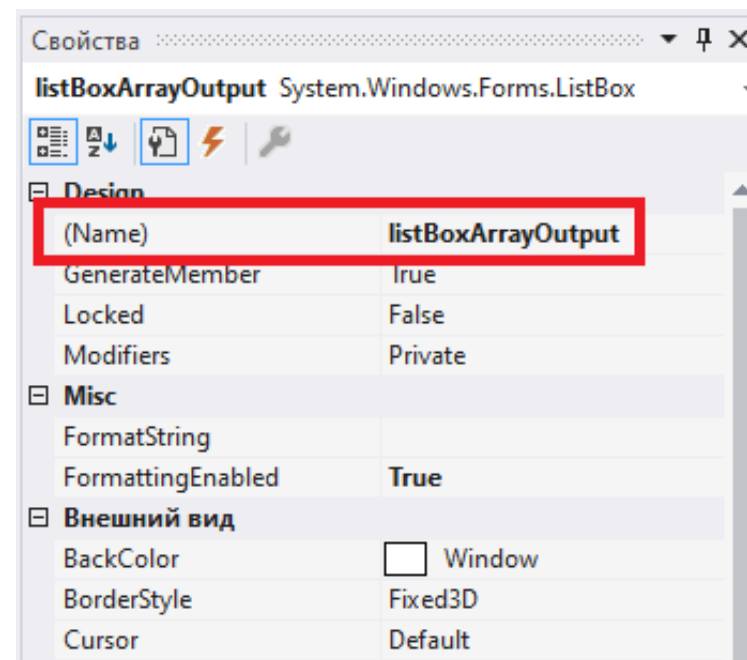 Свойства
listBoxArrayOutput System.Windows.Forms.ListBox
Design
(Name) listBoxArrayOutput
GenerateMember True
Locked False
Modifiers Private
Misc
FormatString
FormattingEnabled True
Внешний вид
BackColor Window
BorderStyle Fixed3D
Cursor Default